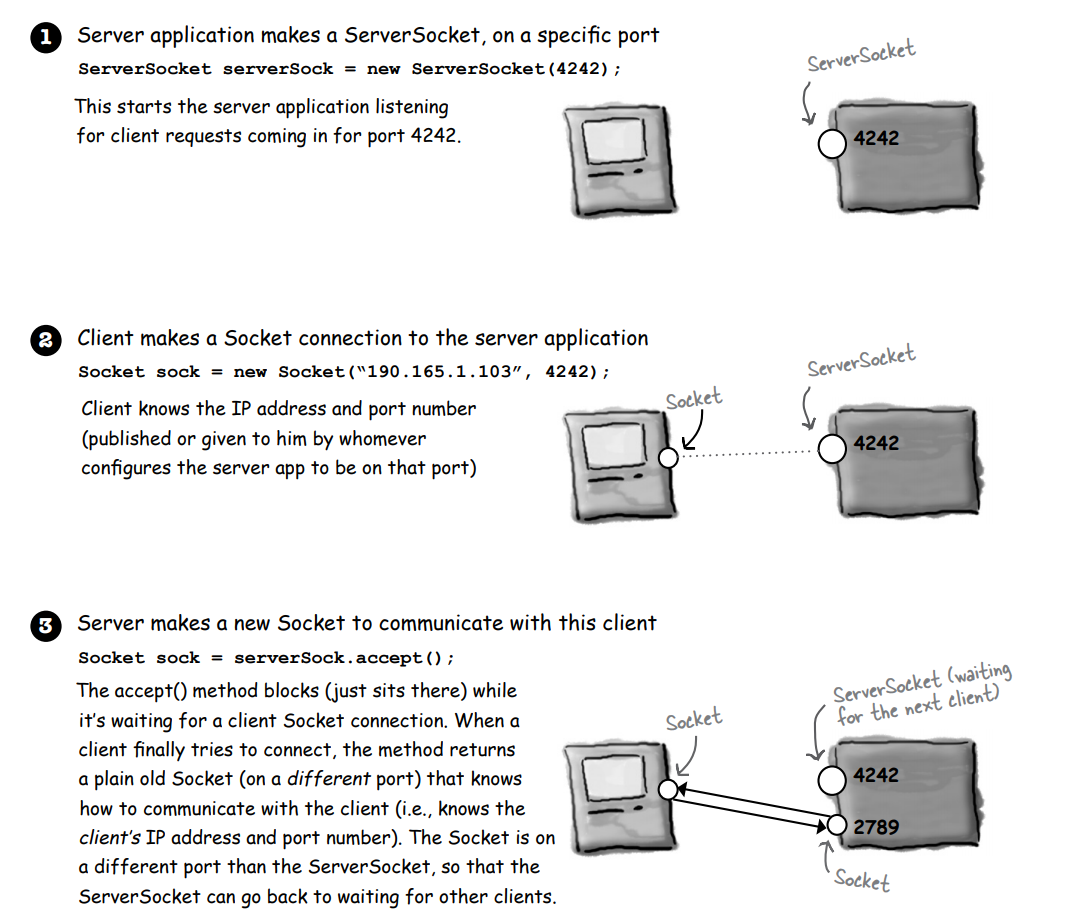 1 Server application makes a ServerSocket, on a specific port
ServerSocket serverSock = new ServerSocket(4242);
This starts the server application listening
for client requests coming in for port 4242.
ServerSocket
4242
2 Client makes a Socket connection to the server application
Socket sock = new Socket(“190.165.1.103”, 4242);
Client knows the IP address and port number
(published or given to him by whomever
configures the server app to be on that port)
Socket
ServerSocket
4242
3 Server makes a new Socket to communicate with this client
Socket sock = serverSock.accept();
The accept() method blocks (just sits there) while
it’s waiting for a client Socket connection. When a
client finally tries to connect, the method returns
a plain old Socket (on a different port) that knows
how to communicate with the client (i.e., knows the
client’s IP address and port number). The Socket is on
a different port than the ServerSocket, so that the
ServerSocket can go back to waiting for other clients.
Socket
ServerSocket (waiting
for the next client)
4242
2789
Socket